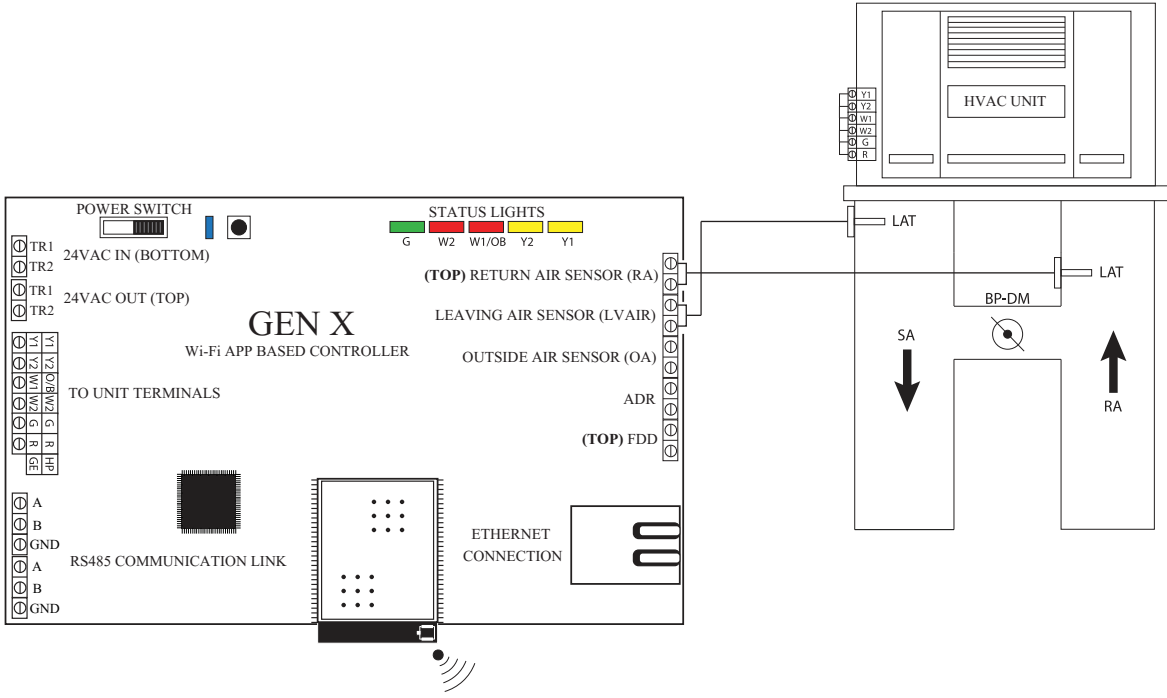 HVAC UNIT
Y1
Y2
W1
W2
G
R
POWER SWITCH
STATUS LIGHTS
G W2 W1/OB Y2 Y1
LAT
TR1
TR2
24VAC IN (BOTTOM)
TR1
TR2
24VAC OUT (TOP)
(TOP) RETURN AIR SENSOR (RA)
LAT
GEN X
Wi-Fi APP BASED CONTROLLER
LEAVING AIR SENSOR (LVAIR)
BP-DM
OUTSIDE AIR SENSOR (OA)
SA
RA
Y1 Y2 W1 W2 G R GE
Y1 Y2 O/B W2 G R HP
TO UNIT TERMINALS
ADR
(TOP) FDD
A
B
GND
A
B
GND
RS485 COMMUNICATION LINK
ETHERNET
CONNECTION